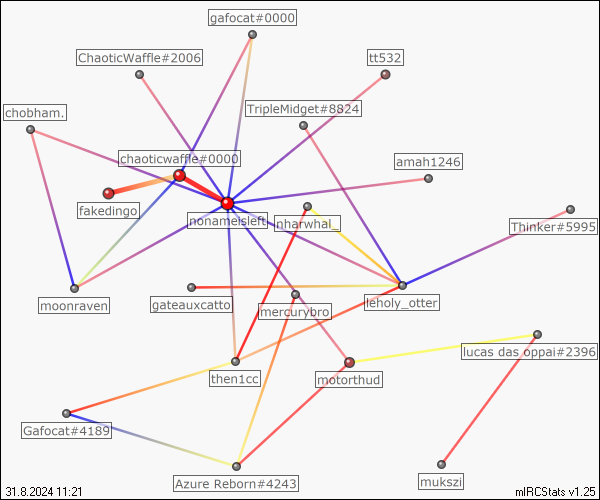 gafocat#0000
ChaoticWaffle#2006
tt532
chobham.
TripleMidget#8824
chaoticwaffle#0000
amah1246
fakedingo
nonamesleft
nharwhal_
Thinker#5995
moonraven
gateauxcatto
leholy_otter
mercurybro
lucas das oppai#2396
then1cc
motorthud
Gafocat#4189
Azure Reborn#4243
mukszi
31.8.2024 11:21
mIRCStats v1.25